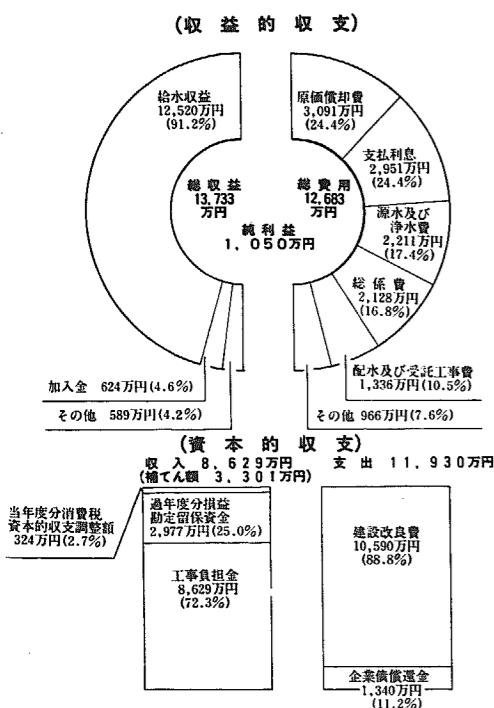 (収益的収支)
給水収益
12,520万円
(91.2%)
原価償却費
3,091万円
(24.4%)
支払利息
2,951万円
(24.4%)
源水及び
浄水費
2,211万円
(17.4%)
総係費
2,128万円
(16.8%)
総収益
13,733
万円
総費用
12,683
万円
純利益
1,050万円
配水及び受託工事費
1,336万円(10.5%)
加入金 624万円(4.6%)
その他 589万円(4.2%)
その他 966万円(7.6%)
(資本的収支)
収入 8,629万円
(補てん額 3,301万円)
支出 11,930万円
当年度分消費税
資本的収支調整額
324万円(2.7%)
過年度分損益
勘定留保資金
2,977万円(25.0%)
工事負担金
8,629万円
(72.3%)
建設改良費
10,590万円
(88.8%)
企業債償還金
1,340万円
(11.2%)